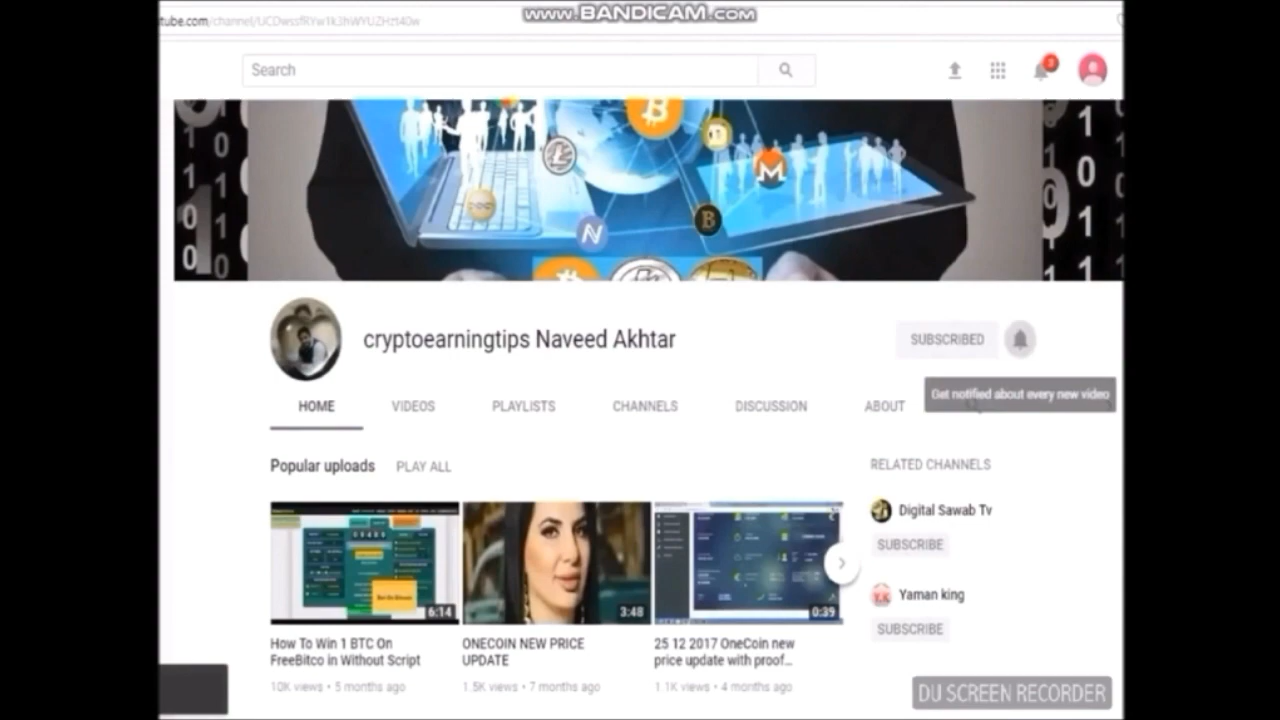 www.BANDICAM.com
tube.com/channel/
Search
cryptoearningtips Naveed Akhtar
SUBSCRIBED
Get notified about every new video
HOME VIDEOS PLAYLISTS CHANNELS DISCUSSION ABOUT
Popular uploads PLAY ALL
6:14
3:48
0:39
How To Win 1 BTC On
FreeBitco in Without Script
10K views • 5 months ago
ONECOIN NEW PRICE
UPDATE
1.5K views • 7 months ago
25 12 2017 OneCoin new
price update with proof...
1.1K views • 4 months ago
RELATED CHANNELS
Digital Sawab Tv
SUBSCRIBE
Yaman king
SUBSCRIBE
DU SCREEN RECORDER